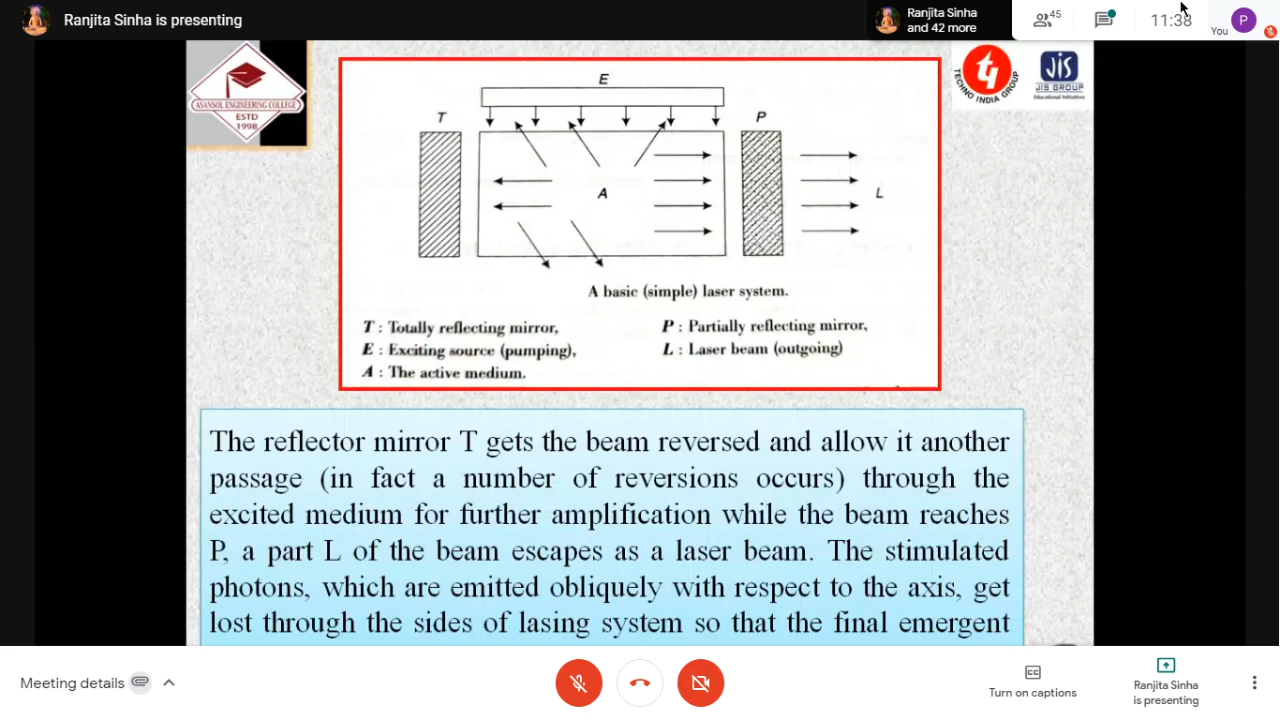 Ranjita Sinha is presenting
Ranjita Sinha
and 42 more
45
11:38
You
P
ASANSOL ENGINEERING COLLEGE
ESTD
1998
TECHNO INDIA GROUP
JIS
JIS GROUP
Educational Initiatives
E
T
P
A
L
A basic (simple) laser system.
T : Totally reflecting mirror,
P : Partially reflecting mirror,
E : Exciting source (pumping),
L : Laser beam (outgoing)
A : The active medium.
The reflector mirror T gets the beam reversed and allow it another
passage (in fact a number of reversions occurs) through the
excited medium for further amplification while the beam reaches
P, a part L of the beam escapes as a laser beam. The stimulated
photons, which are emitted obliquely with respect to the axis, get
lost through the sides of lasing system so that the final emergent
Meeting details
CC
Turn on captions
Ranjita Sinha
is presenting